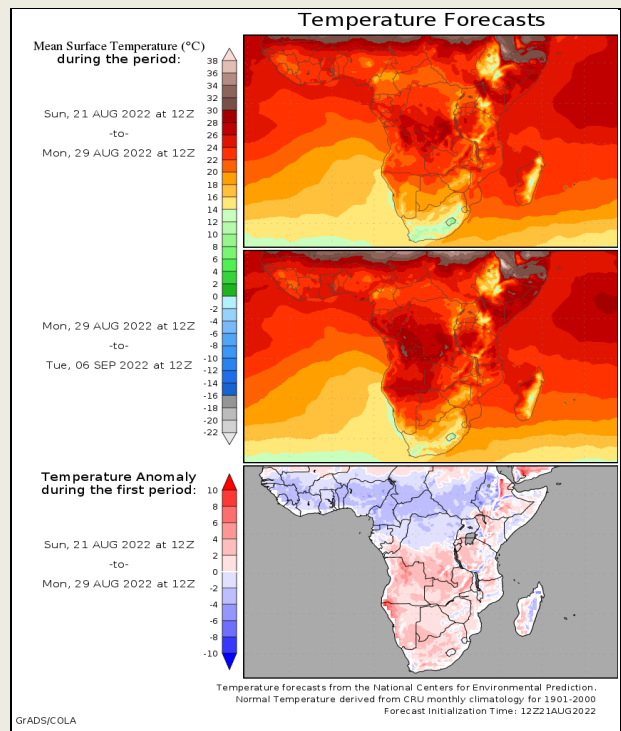 Temperature Forecasts
Mean Surface Temperature (°C)
during the period:
Sun, 21 AUG 2022 at 12Z
-to-
Mon, 29 AUG 2022 at 12Z
38
36
34
32
30
28
26
24
22
20
18
16
14
12
10
8
6
4
2
0
-2
-4
-6
-8
-10
-12
-14
-16
-18
-20
-22
Mon, 29 AUG 2022 at 12Z
-to-
Tue, 06 SEP 2022 at 12Z
Temperature Anomaly
during the first period:
Sun, 21 AUG 2022 at 12Z
-to-
Mon, 29 AUG 2022 at 12Z
10
8
6
4
2
0
-2
-4
-6
-8
-10
Temperature forecasts from the National Centers for Environmental Prediction.
Normal Temperature derived from CRU monthly climatology for 1901-2000
Forecast Initialization Time: 12Z21AUG2022
GrADS/COLA